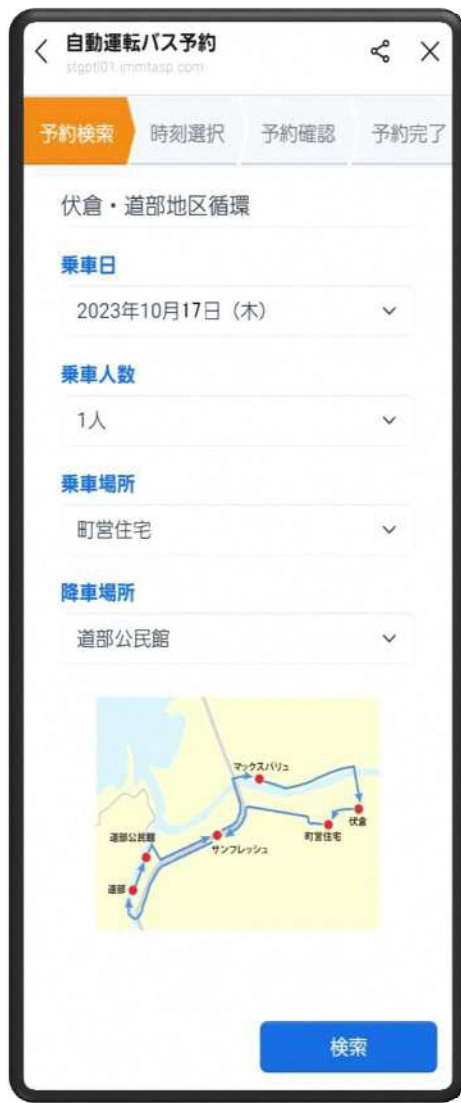 自動運転バス予約
stgptl01.immtasp.com
予約検索 時刻選択 予約確認 予約完了
伏倉・道部地区循環
乗車日
2023年10月17日（木）
乗車人数
1人
乗車場所
町営住宅
降車場所
道部公民館
マックスバリュ
伏倉
町営住宅
道部公民館
サンフレッシュ
道部
検索